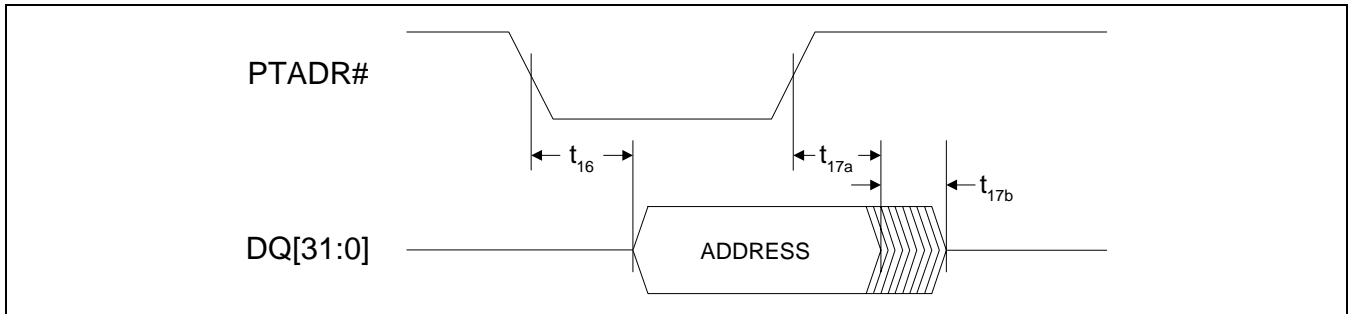 PTADR#
t16
t17a
t17b
DQ[31:0]
ADDRESS